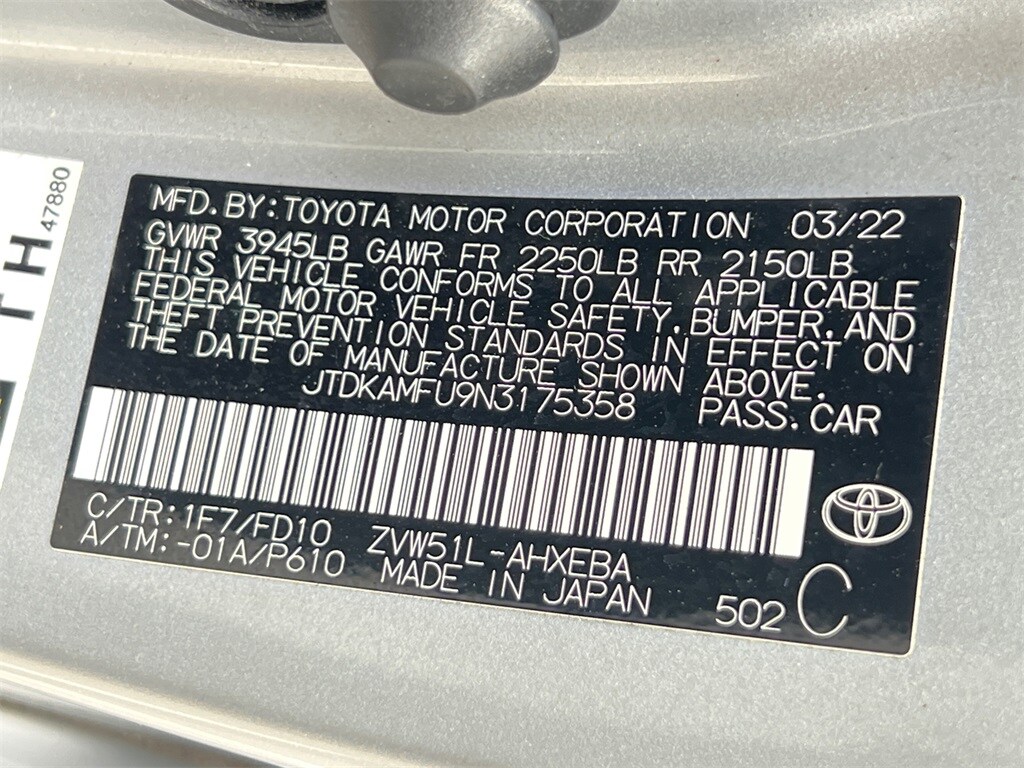 MFD.BY:TOYOTA MOTOR CORPORATION 03/22
GVWR 3945LB GAWR FR 2250LB RR 2150LB
THIS VEHICLE CONFORMS TO ALL APPLICABLE
FEDERAL MOTOR VEHICLE SAFETY,BUMPER,AND
THEFT PREVENTION STANDARDS IN EFFECT ON
THE DATE OF MANUFACTURE SHOWN ABOVE.
JTDKAMFU9N3175358 PASS.CAR
C/TR:1F7/FD10 ZVW51L-AHXEBA
A/TM:-01A/P610 MADE IN JAPAN 502 C
47880